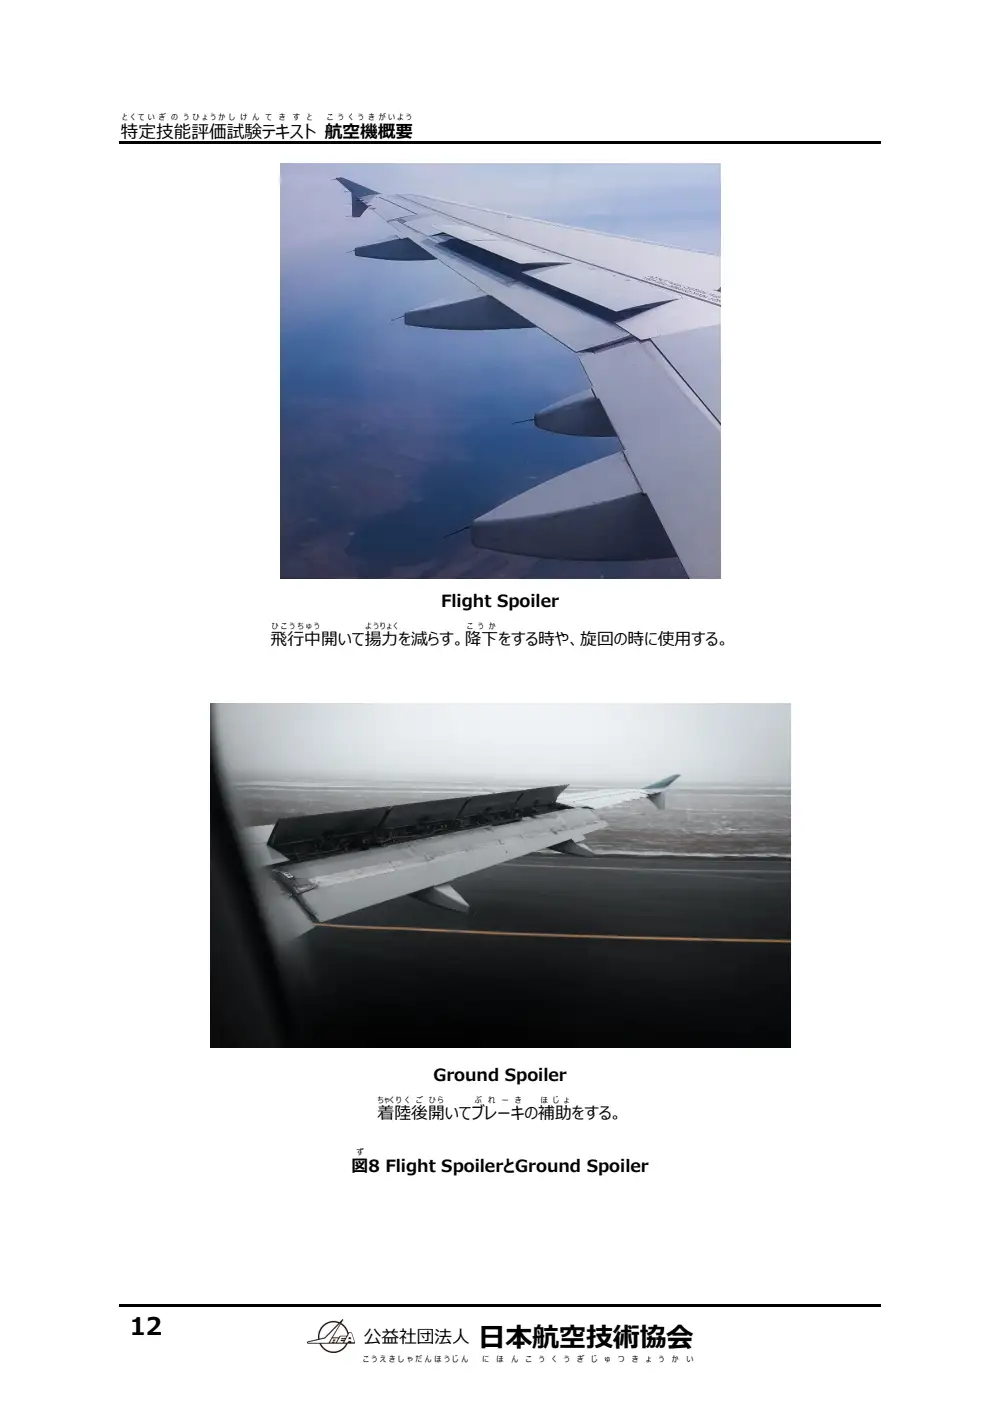 とくていぎのうひょうかしけんてきすと こうくうきがいよう
特定技能評価試験テキスト 航空機概要
Flight Spoiler
ひこうちゅう ようりょく こうか
飛行中開いて揚力を減らす。降下をする時や、旋回の時に使用する。
Ground Spoiler
ちゃくりくご ひら ぶれーき ほじょ
着陸後開いてブレーキの補助をする。
ず
図8 Flight SpoilerとGround Spoiler
12
公益社団法人 日本航空技術協会
こうえきしゃだんほうじん にほんこうくうぎじゅつきょうかい